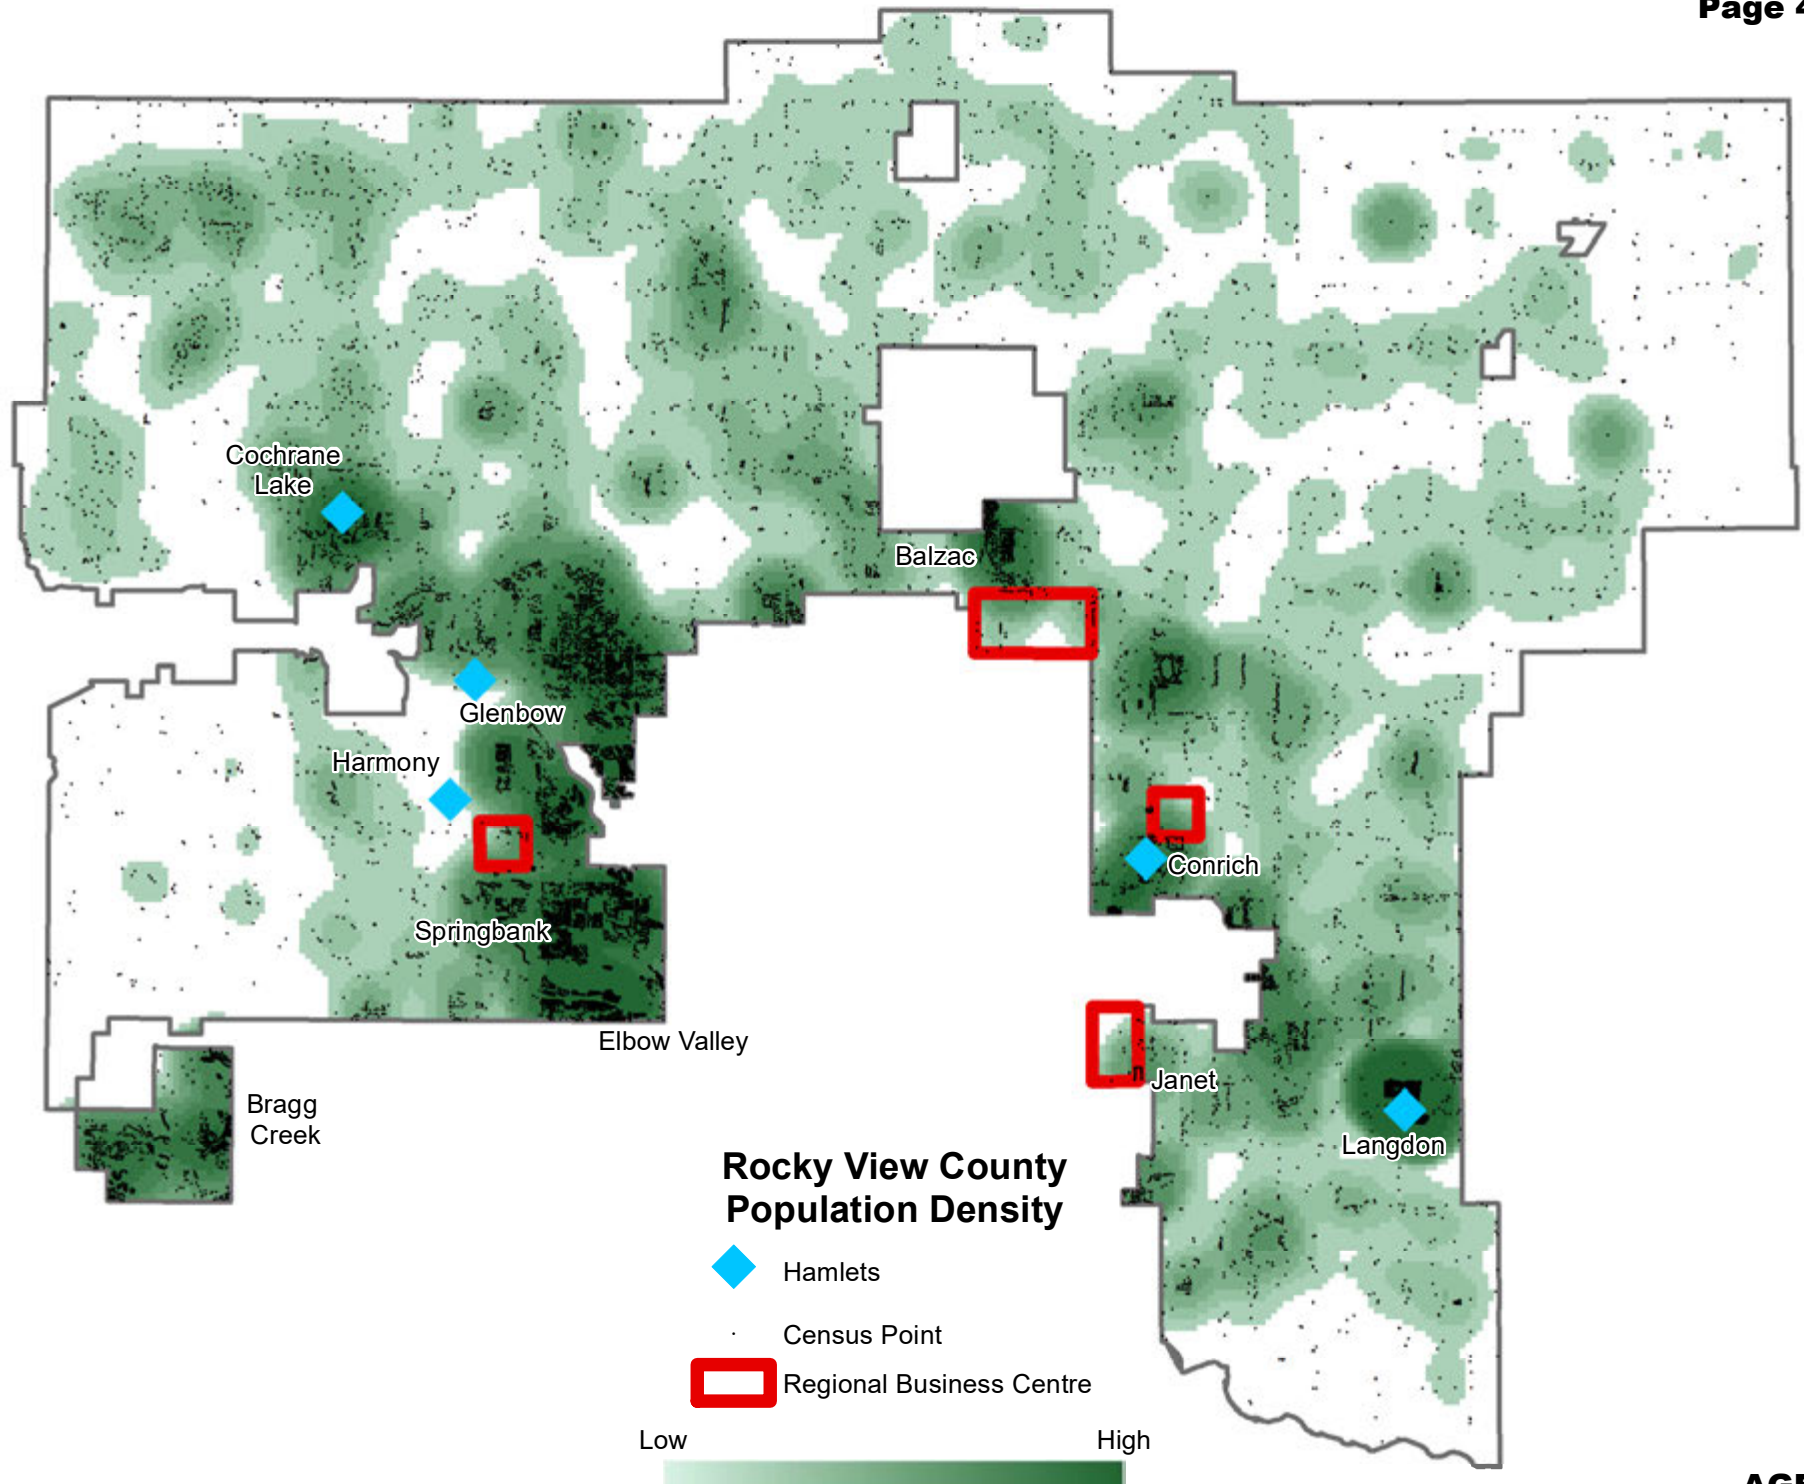 Page 4
Cochrane
Lake
Balzac
Glenbow
Harmony
Conrich
Springbank
Elbow Valley
Janet
Bragg
Creek
Langdon
Rocky View County
Population Density
Hamlets
Census Point
Regional Business Centre
Low High